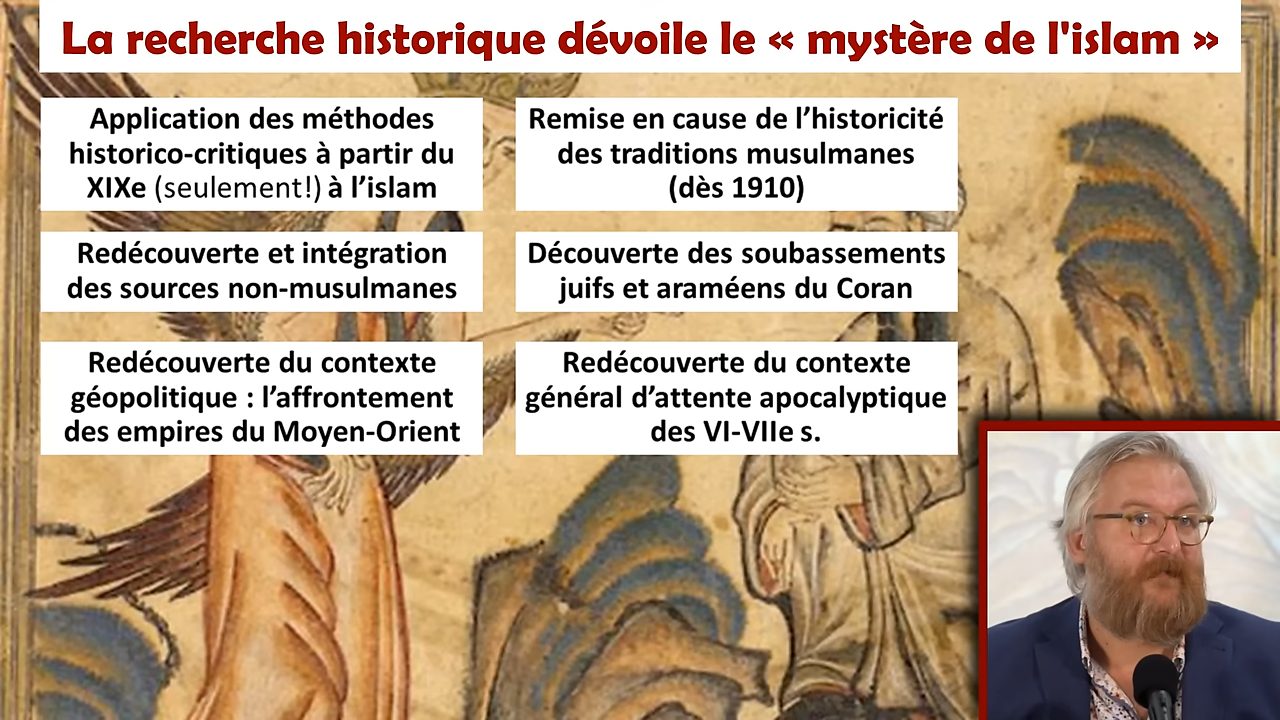 La recherche historique dévoile le « mystère de l'islam »
Application des méthodes
historico-critiques à partir du
XIXe (seulement!) à l’islam
Remise en cause de l’historicité
des traditions musulmanes
(dès 1910)
Redécouverte et intégration
des sources non-musulmanes
Découverte des soubassements
juifs et araméens du Coran
Redécouverte du contexte
géopolitique : l’affrontement
des empires du Moyen-Orient
Redécouverte du contexte
général d’attente apocalyptique
des VI-VIIe s.